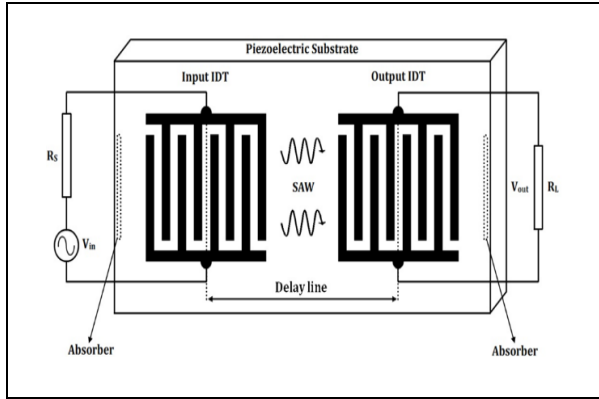 Piezoelectric Substrate
Input IDT
Output IDT
RS
SAW
Vout
RL
Vin
Delay line
Absorber
Absorber